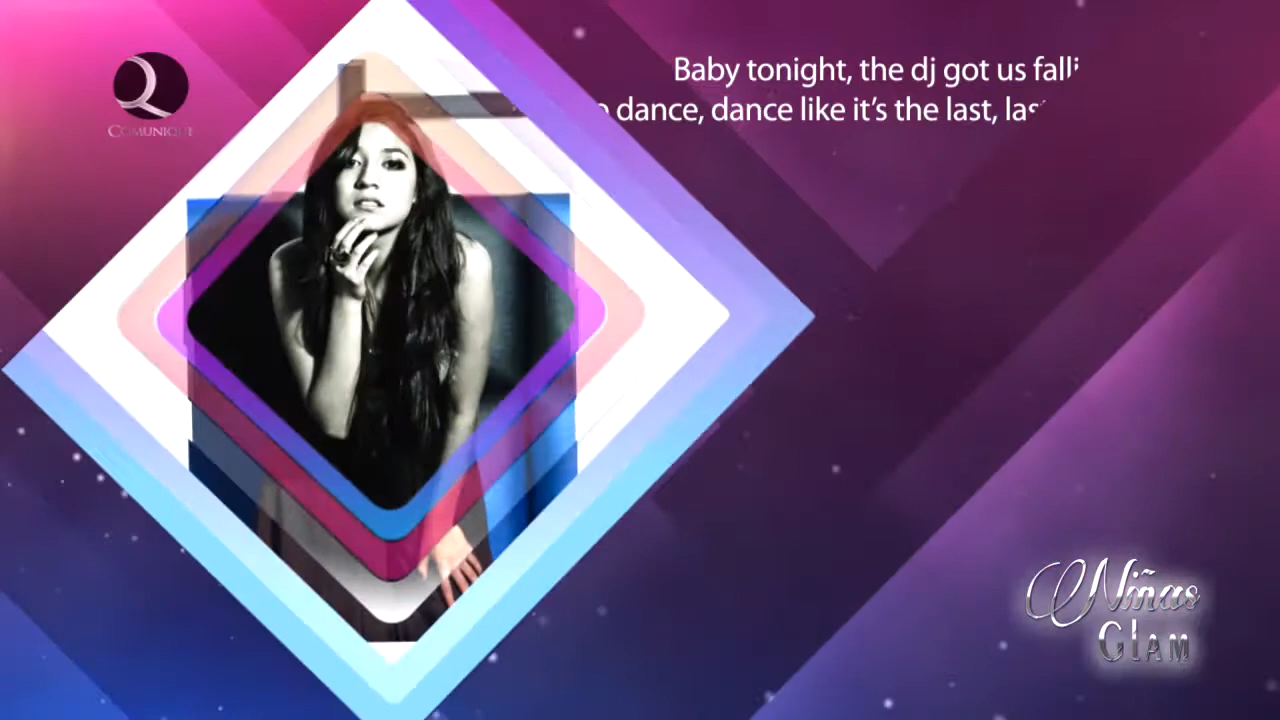 Baby tonight, the dj got us
dance, dance like it's the last,
COMUNIQUE
Niñas
GLAM